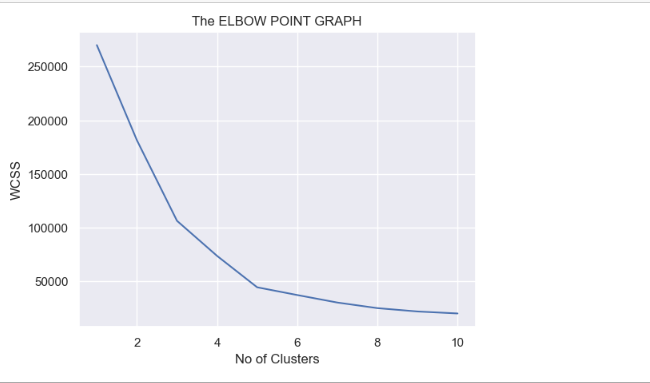 The ELBOW POINT GRAPH
250000
200000
150000
100000
50000
WCSS
2 4 6 8 10
No of Clusters